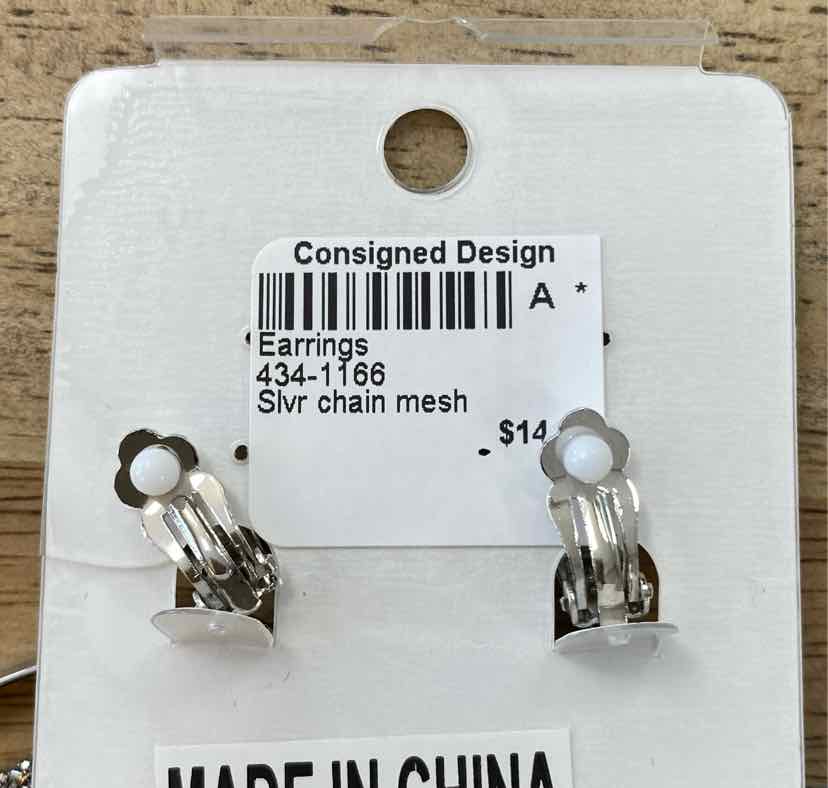 Consigned Design
A *
Earrings
434-1166
Slvr chain mesh
$14
MADE IN CHINA